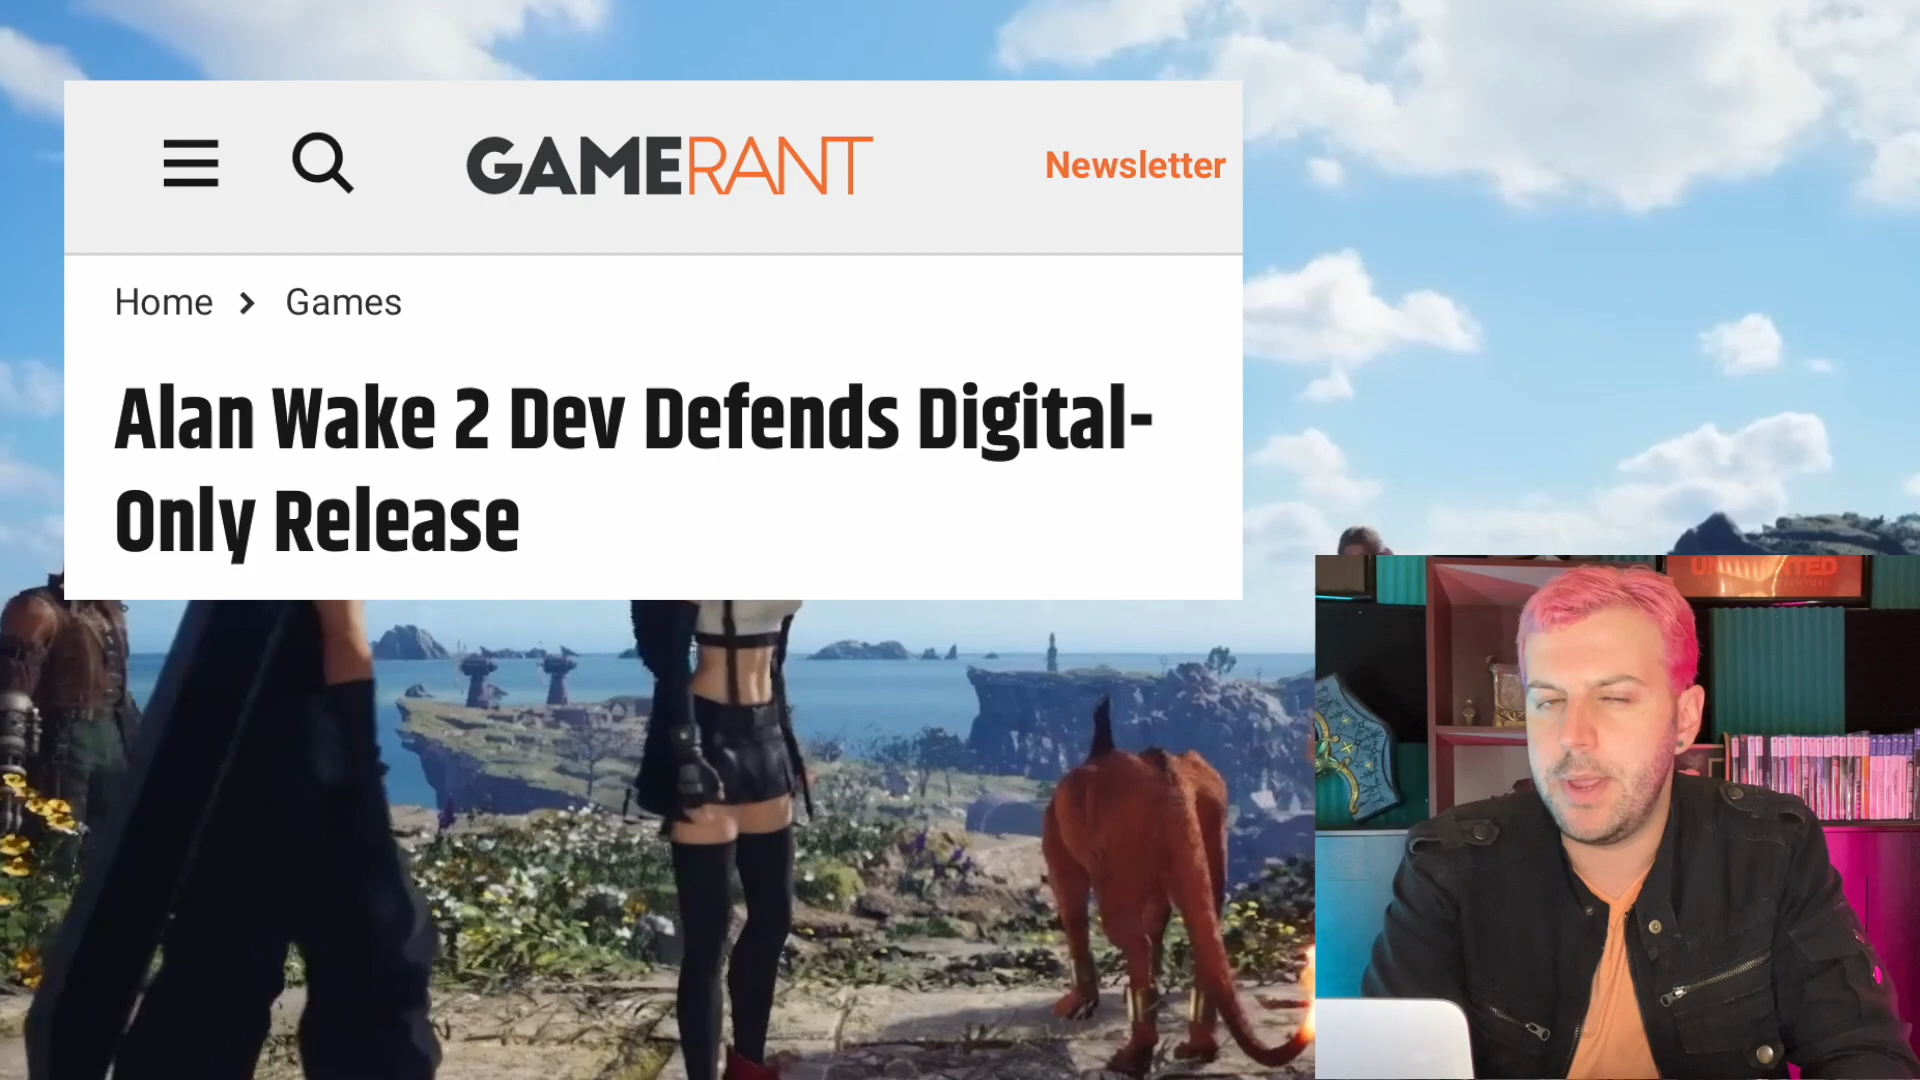 GAMERANT
Newsletter
Home > Games
Alan Wake 2 Dev Defends Digital-
Only Release